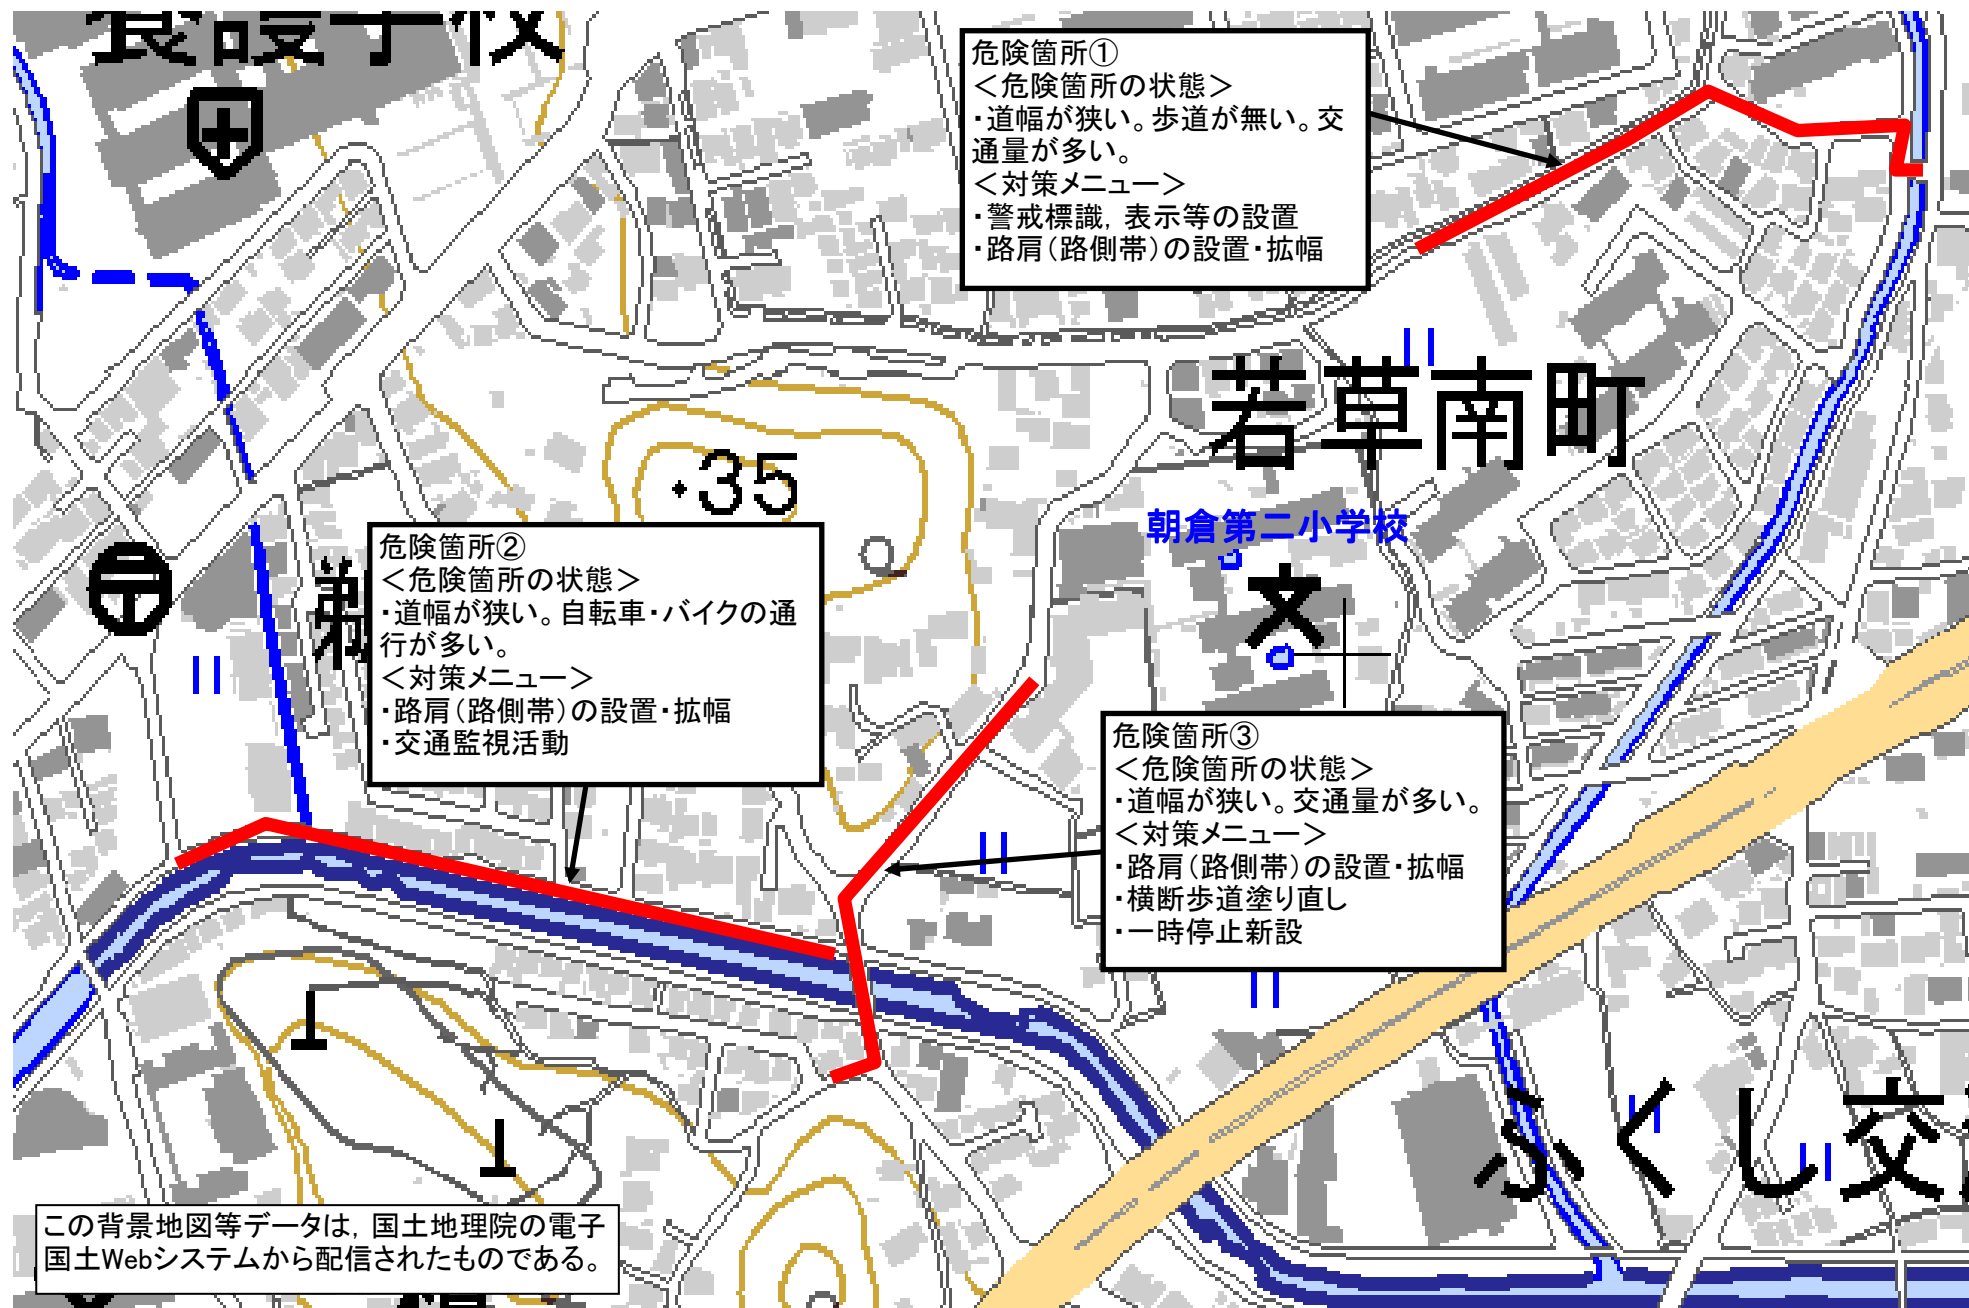 養護学校
危険箇所①
＜危険箇所の状態＞
・道幅が狭い。歩道が無い。交
通量が多い。
＜対策メニュー＞
・警戒標識，表示等の設置
・路肩（路側帯）の設置・拡幅
若草南町
・35
朝倉第二小学校
文
危険箇所②
＜危険箇所の状態＞
・道幅が狭い。自転車・バイクの通
行が多い。
＜対策メニュー＞
・路肩（路側帯）の設置・拡幅
・交通監視活動
危険箇所③
＜危険箇所の状態＞
・道幅が狭い。交通量が多い。
＜対策メニュー＞
・路肩（路側帯）の設置・拡幅
・横断歩道塗り直し
・一時停止新設
ふくし交
この背景地図等データは，国土地理院の電子
国土Webシステムから配信されたものである。